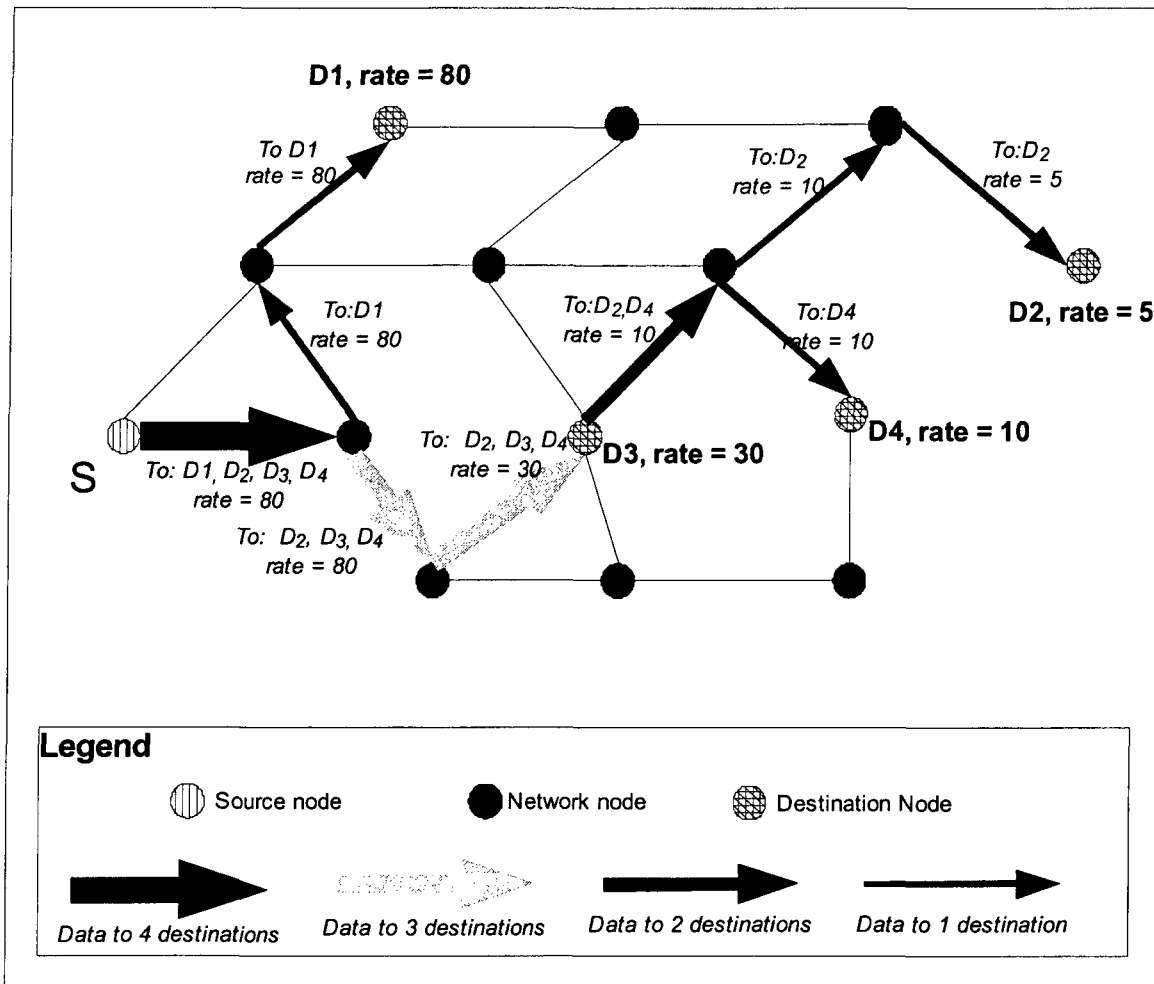 D1, rate = 80
To D1
rate = 80
To:D2
rate = 10
To:D2
rate = 5
To:D1
rate = 80
To:D2,D4
rate = 10
To:D4
rate = 10
D2, rate = 5
S
To: D1, D2, D3, D4
rate = 80
To: D2, D3, D4
rate = 30
D3, rate = 30
D4, rate = 10
To: D2, D3, D4
rate = 80
Legend
Source node
Network node
Destination Node
Data to 4 destinations
Data to 3 destinations
Data to 2 destinations
Data to 1 destination